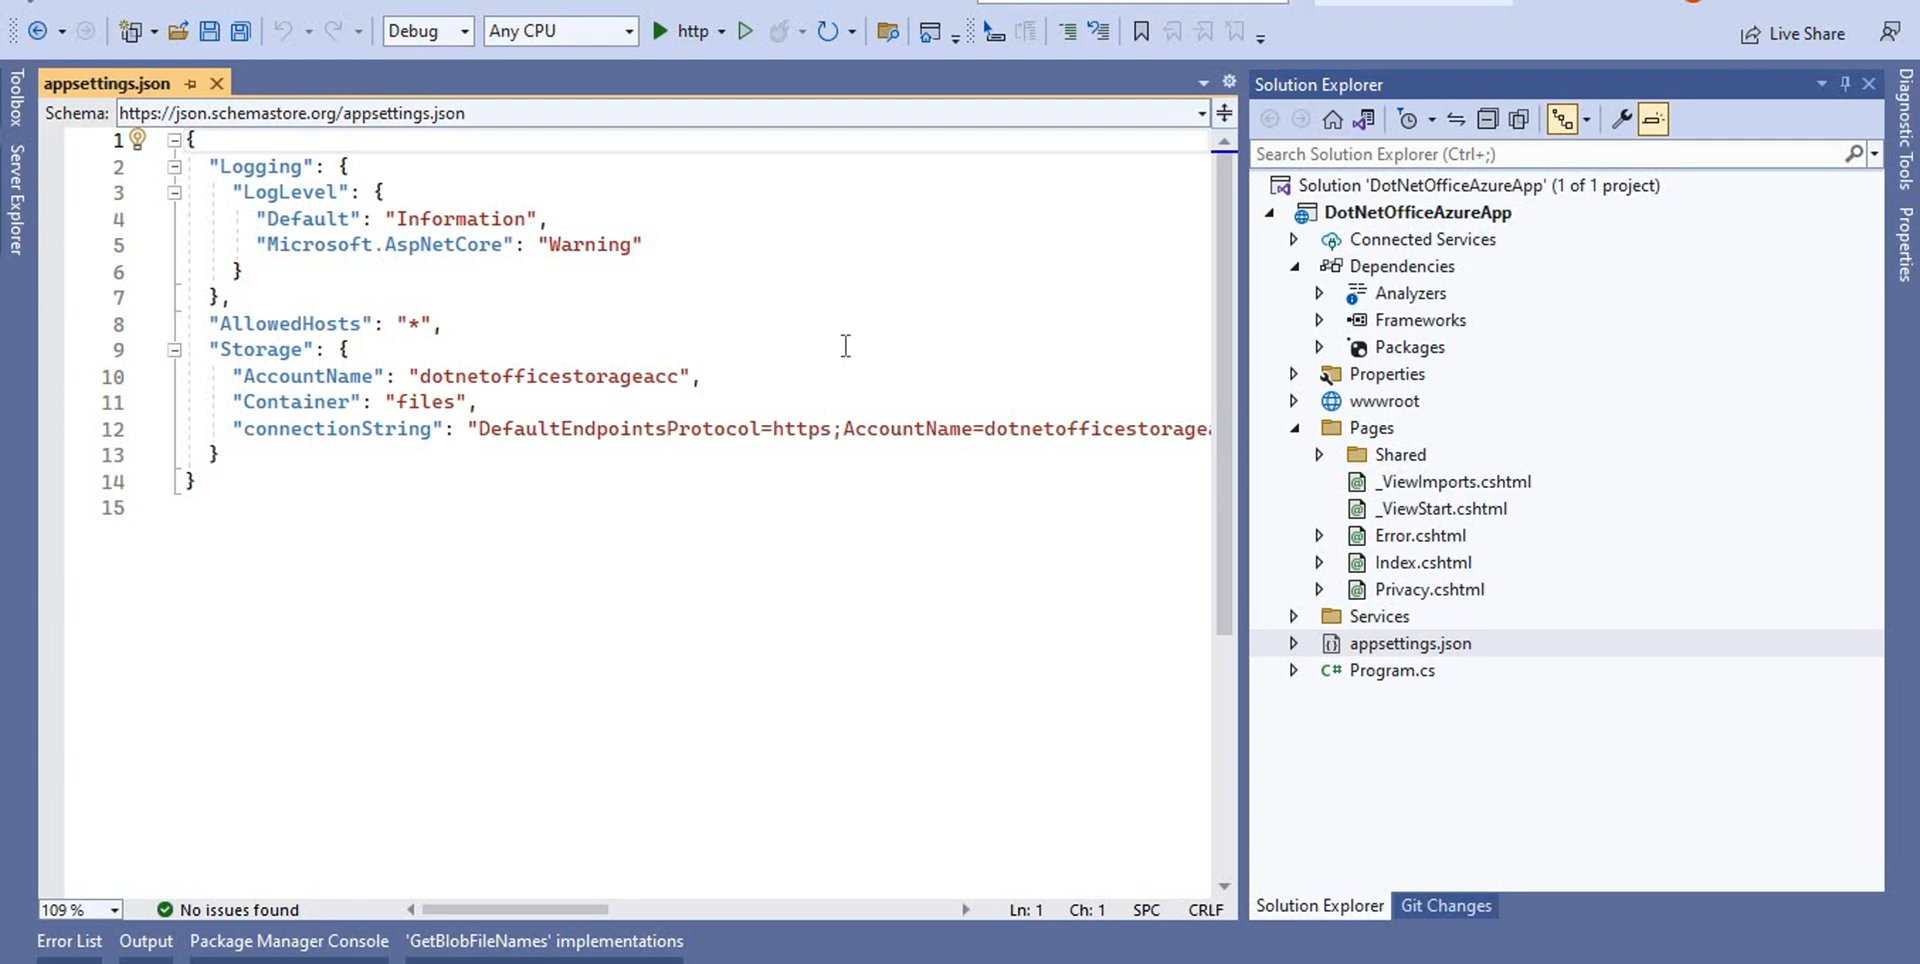 Debug
Any CPU
http
Live Share
Toolbox
Server Explorer
appsettings.json
Schema: https://json.schemastore.org/appsettings.json
1 {
2 "Logging": {
3 "LogLevel": {
4 "Default": "Information",
5 "Microsoft.AspNetCore": "Warning"
6 }
7 },
8 "AllowedHosts": "*",
9 "Storage": {
10 "AccountName": "dotnetofficestorageacc",
11 "Container": "files",
12 "connectionString": "DefaultEndpointsProtocol=https;AccountName=dotnetofficestoragea
13 }
14 }
15
109 %
No issues found
Ln: 1
Ch: 1
SPC
CRLF
Error List
Output
Package Manager Console
'GetBlobFileNames' implementations
Solution Explorer
Search Solution Explorer (Ctrl+;)
Solution 'DotNetOfficeAzureApp' (1 of 1 project)
DotNetOfficeAzureApp
Connected Services
Dependencies
Analyzers
Frameworks
Packages
Properties
wwwroot
Pages
Shared
_ViewImports.cshtml
_ViewStart.cshtml
Error.cshtml
Index.cshtml
Privacy.cshtml
Services
appsettings.json
C# Program.cs
Solution Explorer
Git Changes
Diagnostic Tools
Properties